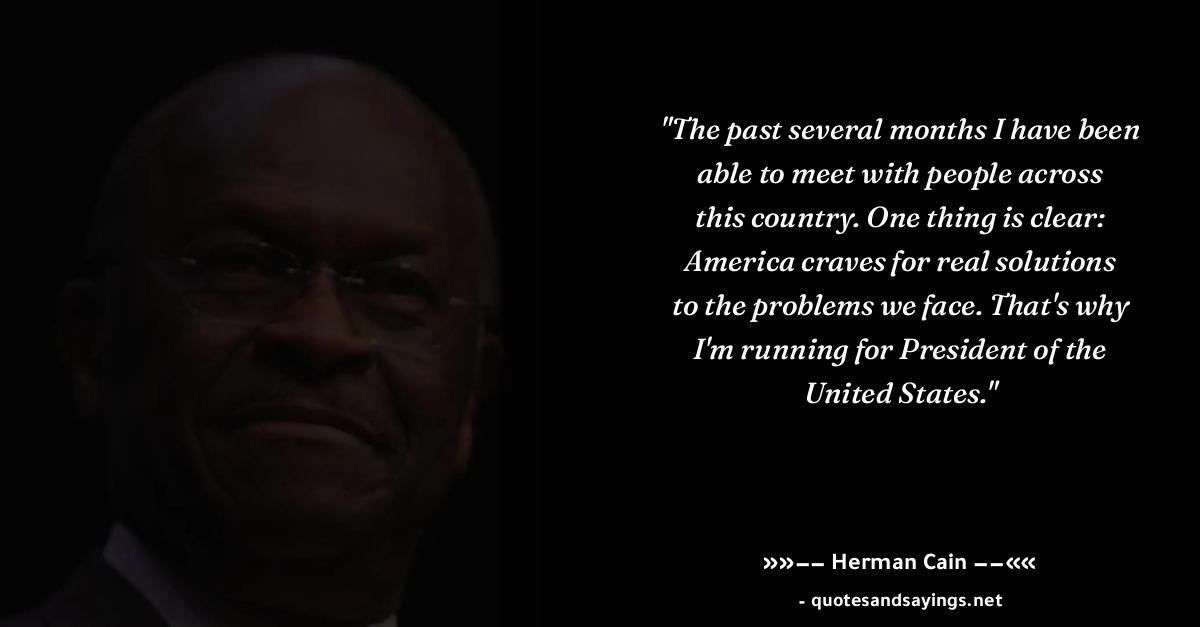 "The past several months I have been
able to meet with people across
this country. One thing is clear:
America craves for real solutions
to the problems we face. That's why
I'm running for President of the
United States."
»»−− Herman Cain −−««
- quotesandsayings.net